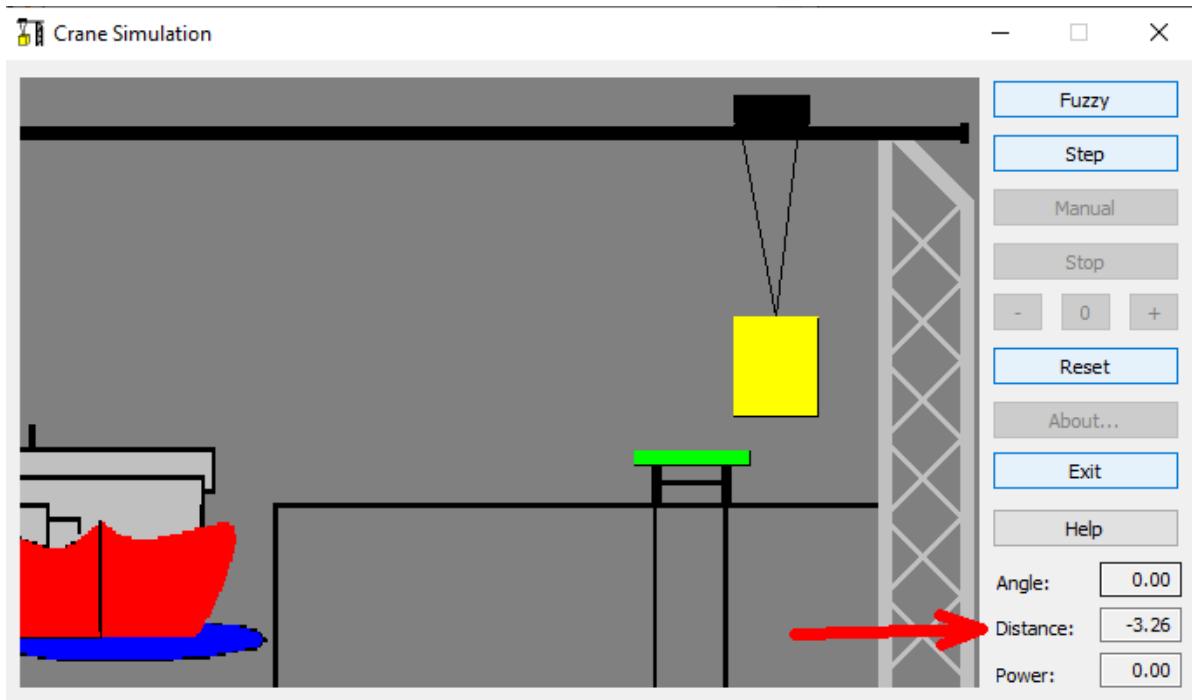 Crane Simulation
Fuzzy
Step
Manual
Stop
- 0 +
Reset
About...
Exit
Help
Angle: 0.00
Distance: -3.26
Power: 0.00